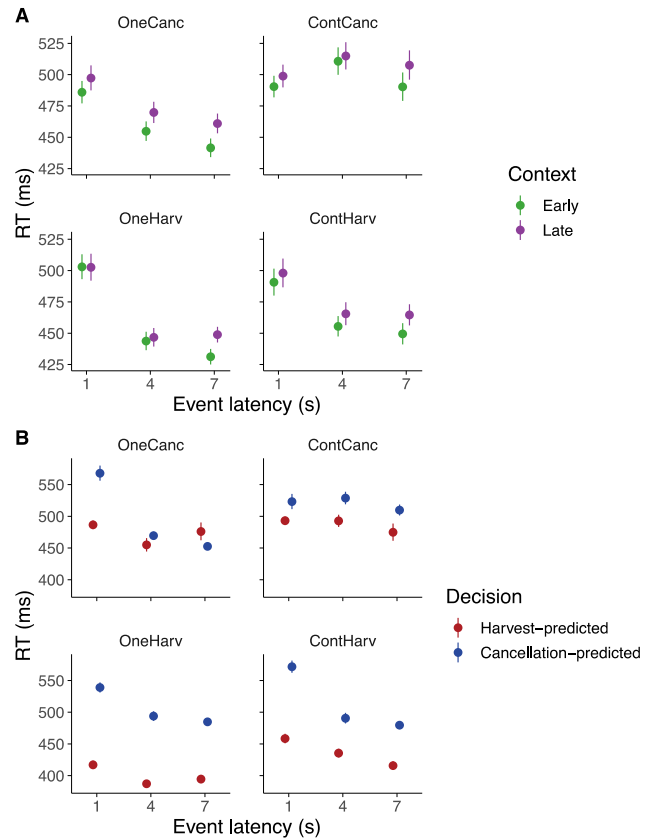 A
OneCanc
ContCanc
525
500
475
450
425
OneHarv
ContHarv
525
500
475
450
425
1
4
7
1
4
7
RT (ms)
Event latency (s)
Context
Early
Late
B
OneCanc
ContCanc
550
500
450
400
OneHarv
ContHarv
550
500
450
400
1
4
7
1
4
7
RT (ms)
Event latency (s)
Decision
Harvest−predicted
Cancellation−predicted